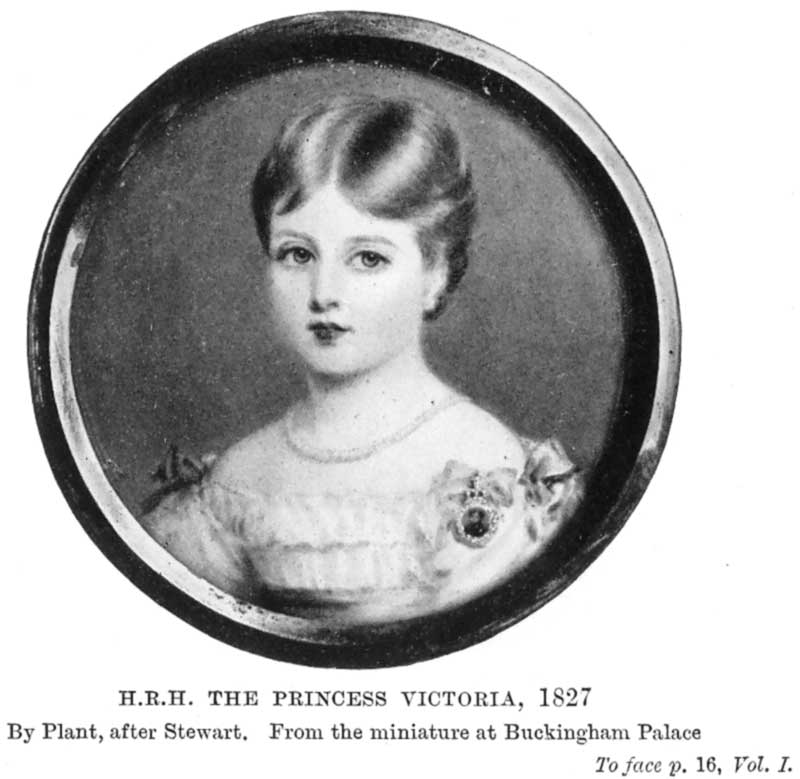 H.R.H. THE PRINCESS VICTORIA, 1827
By Plant, after Stewart. From the miniature at Buckingham Palace
To face p. 16, Vol. I.